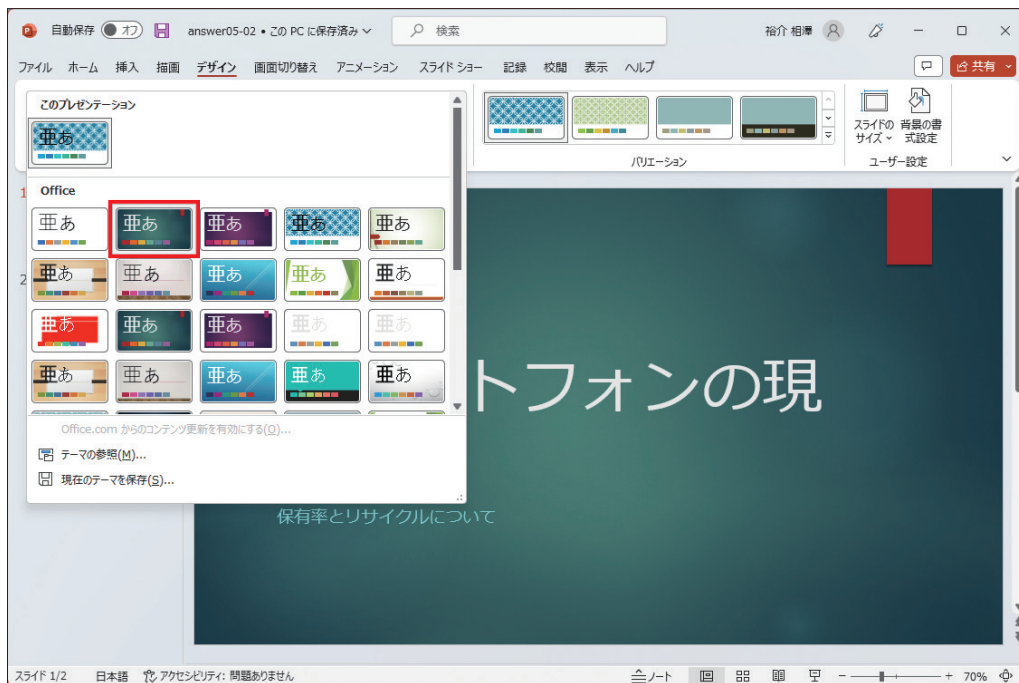 自動保存 オフ answer05-02 • この PC に保存済み 検索 裕介 相澤
ファイル ホーム 挿入 描画 デザイン 画面切り替え アニメーション スライド ショー 記録 校閲 表示 ヘルプ 共有
このプレゼンテーション
亜あ
スライドの サイズ
背景の書式設定
バリエーション ユーザー設定
1 Office
亜あ 亜あ 亜あ 亜あ 亜あ
2 亜あ 亜あ 亜あ 亜あ 亜あ
亜あ 亜あ 亜あ 亜あ 亜あ
亜あ 亜あ 亜あ 亜あ 亜あ
トフォンの現
Office.com からのコンテンツ更新を有効にする(O)...
テーマの参照(M)...
現在のテーマを保存(S)...
保有率とリサイクルについて
スライド 1/2 日本語 アクセシビリティ: 問題ありません ノート 70%